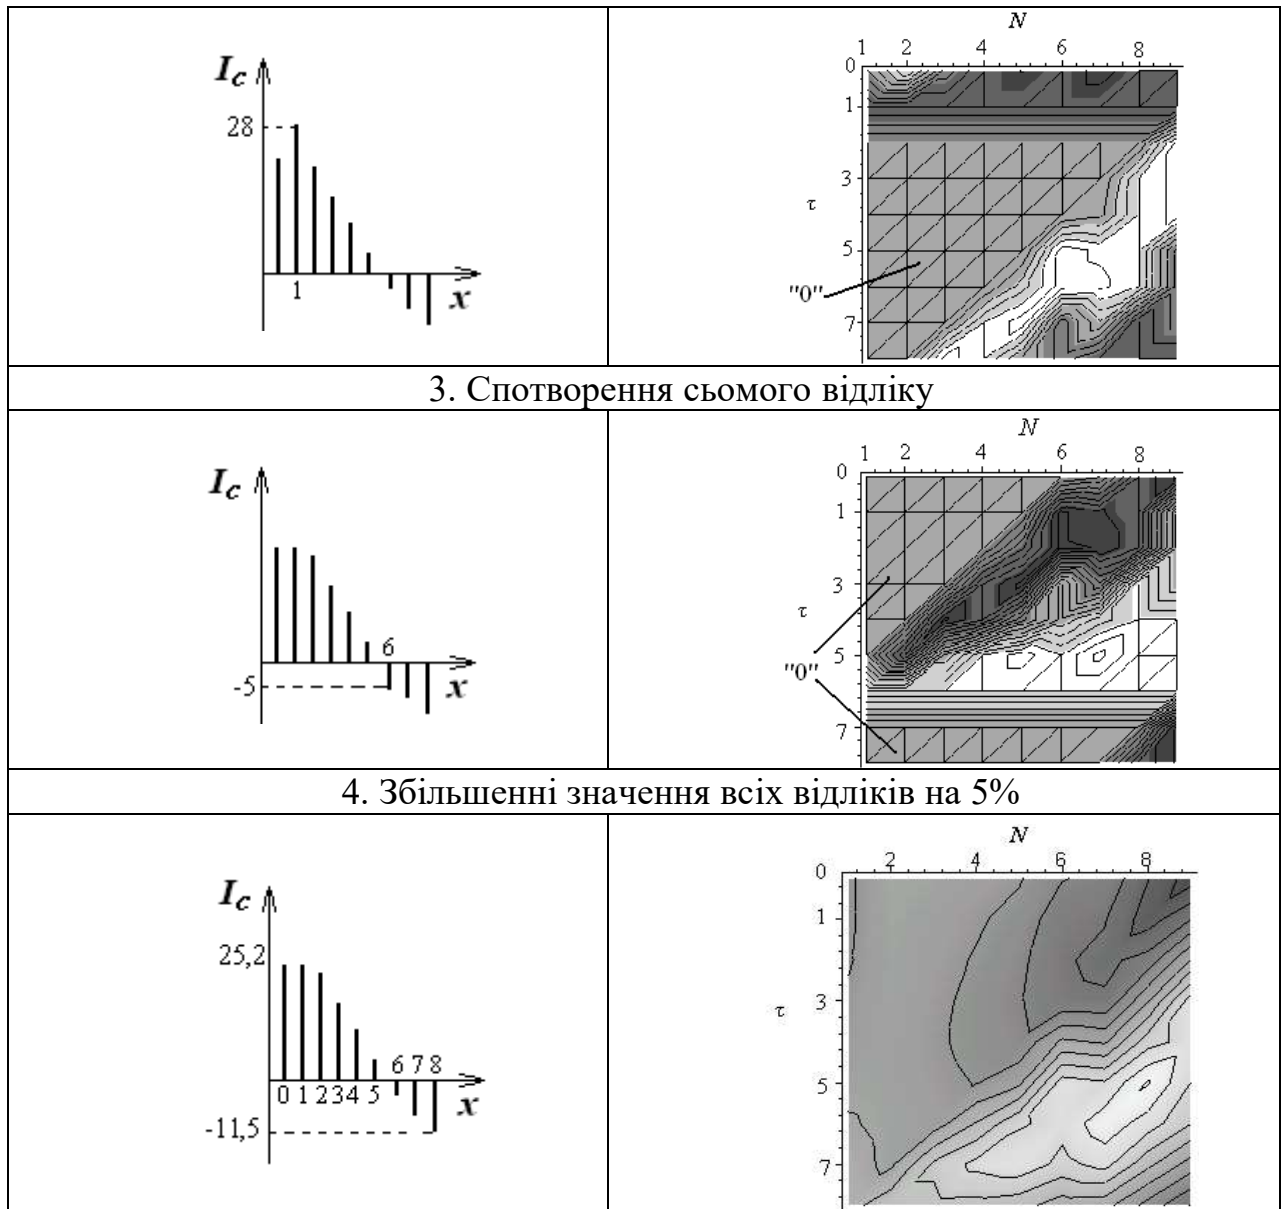 I_c
28
1
x
N
1 2 4 6 8
0
1
3
τ
5
"0"
7
3. Спотворення сьомого відліку
I_c
6
-5
x
N
1 2 4 6 8
0
1
3
τ
5
"0"
7
4. Збільшенні значення всіх відліків на 5%
I_c
25,2
6 7 8
0 1 2 3 4 5
x
-11,5
N
2 4 6 8
0
1
τ 3
5
7